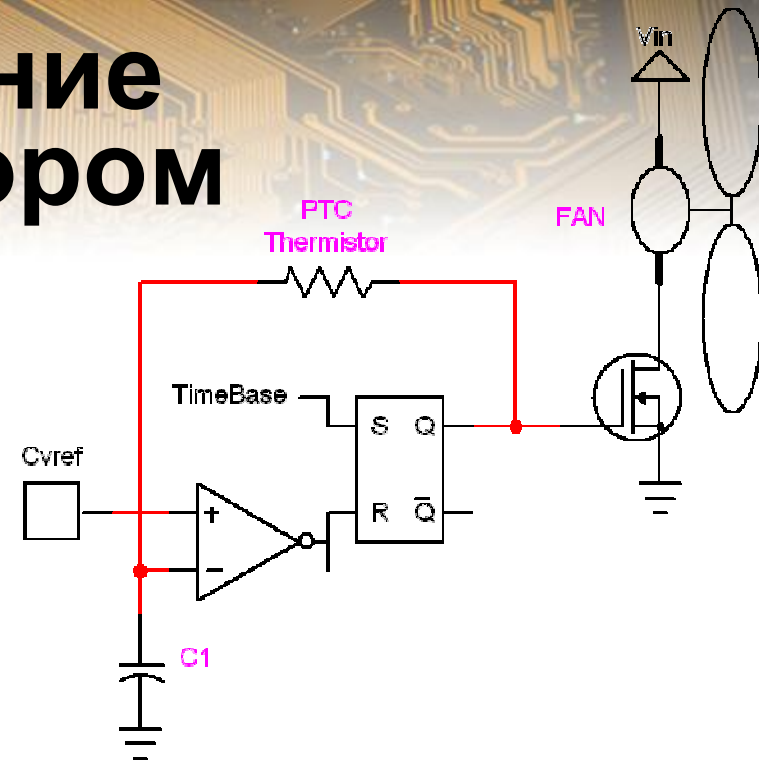 ние
ором
Vin
PTC
Thermistor
FAN
TimeBase
S Q
Cvref
+
R Q̅
−
C1